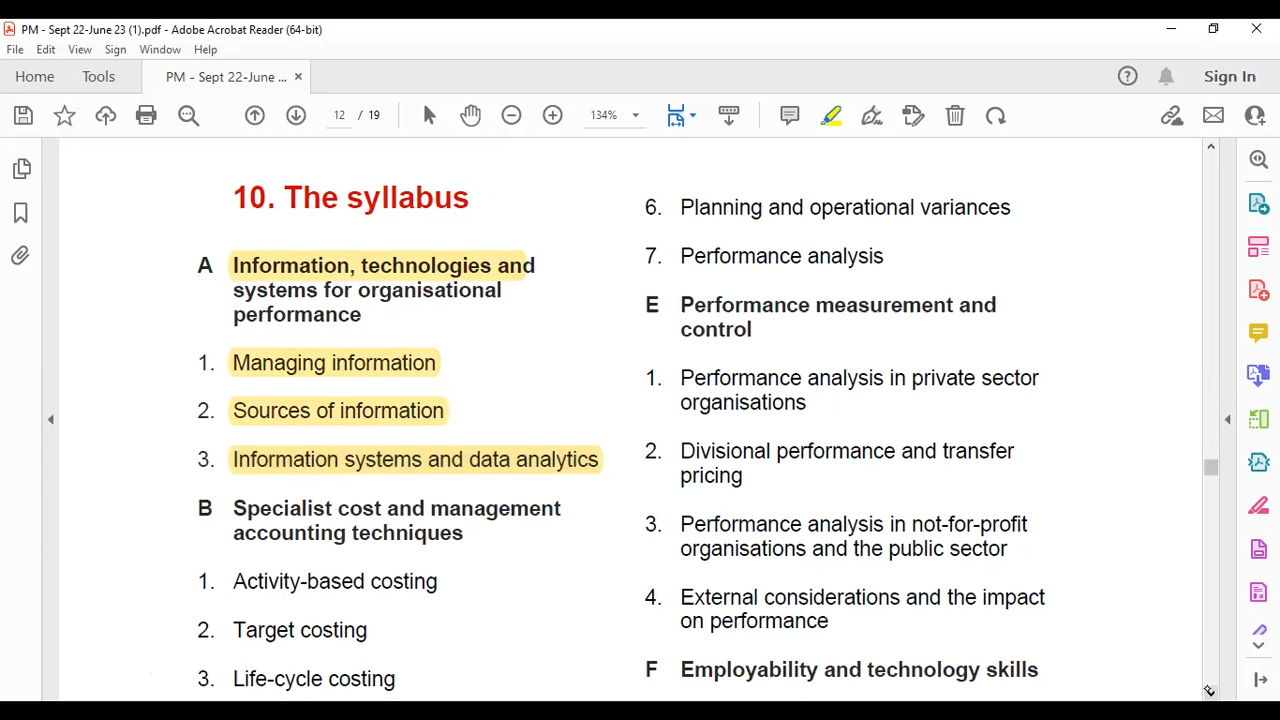 PM - Sept 22-June 23 (1).pdf - Adobe Acrobat Reader (64-bit)
File Edit View Sign Window Help
Home Tools PM - Sept 22-June ... × Sign In
12 / 19 134%
10. The syllabus
A Information, technologies and
systems for organisational
performance
1. Managing information
2. Sources of information
3. Information systems and data analytics
B Specialist cost and management
accounting techniques
1. Activity-based costing
2. Target costing
3. Life-cycle costing
6. Planning and operational variances
7. Performance analysis
E Performance measurement and
control
1. Performance analysis in private sector
organisations
2. Divisional performance and transfer
pricing
3. Performance analysis in not-for-profit
organisations and the public sector
4. External considerations and the impact
on performance
F Employability and technology skills